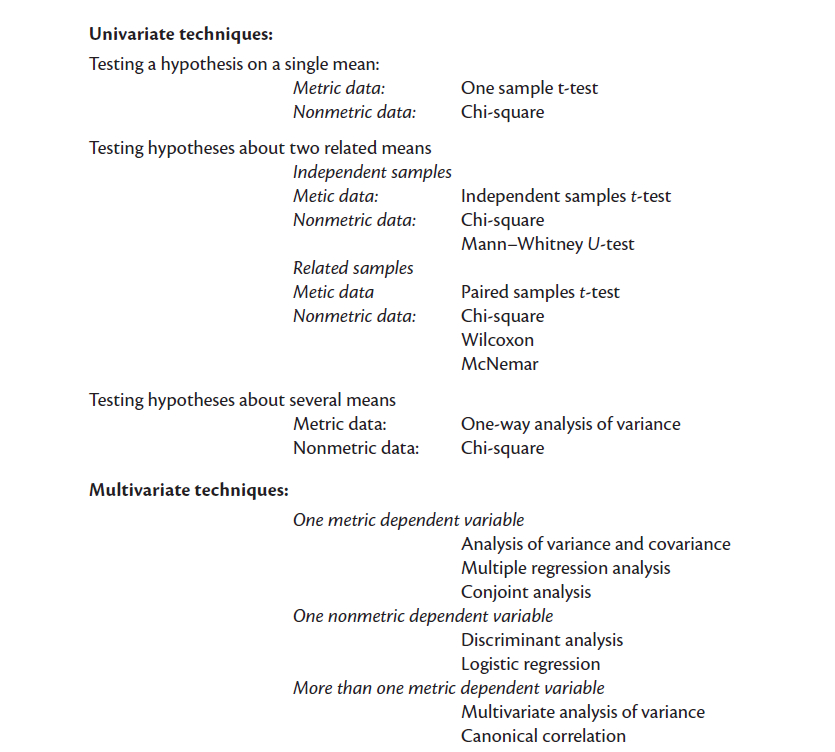 Univariate techniques:
Testing a hypothesis on a single mean:
Metric data: One sample t-test
Nonmetric data: Chi-square
Testing hypotheses about two related means
Independent samples
Metic data: Independent samples t-test
Nonmetric data: Chi-square
Mann–Whitney U-test
Related samples
Metic data Paired samples t-test
Nonmetric data: Chi-square
Wilcoxon
McNemar
Testing hypotheses about several means
Metric data: One-way analysis of variance
Nonmetric data: Chi-square
Multivariate techniques:
One metric dependent variable
Analysis of variance and covariance
Multiple regression analysis
Conjoint analysis
One nonmetric dependent variable
Discriminant analysis
Logistic regression
More than one metric dependent variable
Multivariate analysis of variance
Canonical correlation